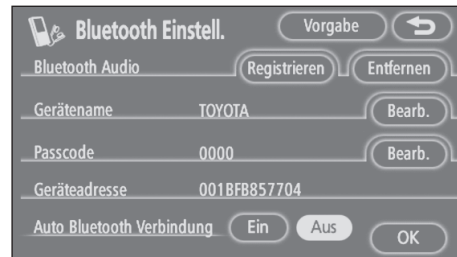 Bluetooth Einstell. Vorgabe
Bluetooth Audio Registrieren Entfernen
Gerätename TOYOTA Bearb.
Passcode 0000 Bearb.
Geräteadresse 001BFB857704
Auto Bluetooth Verbindung Ein Aus OK